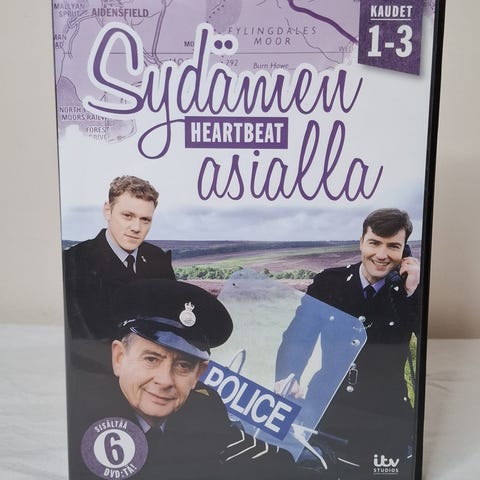 MALLYAN
SPOUT
AIDENSFIELD
FYLINGDALES
MOOR
292
Burn Howe
NORTH
MOORS RAILW
FOREST
DRIVE
KAUDET
1-3
Sydämen
HEARTBEAT
asialla
POLICE
SISÄLTÄÄ
6
DVD:TÄ!
itv
STUDIOS